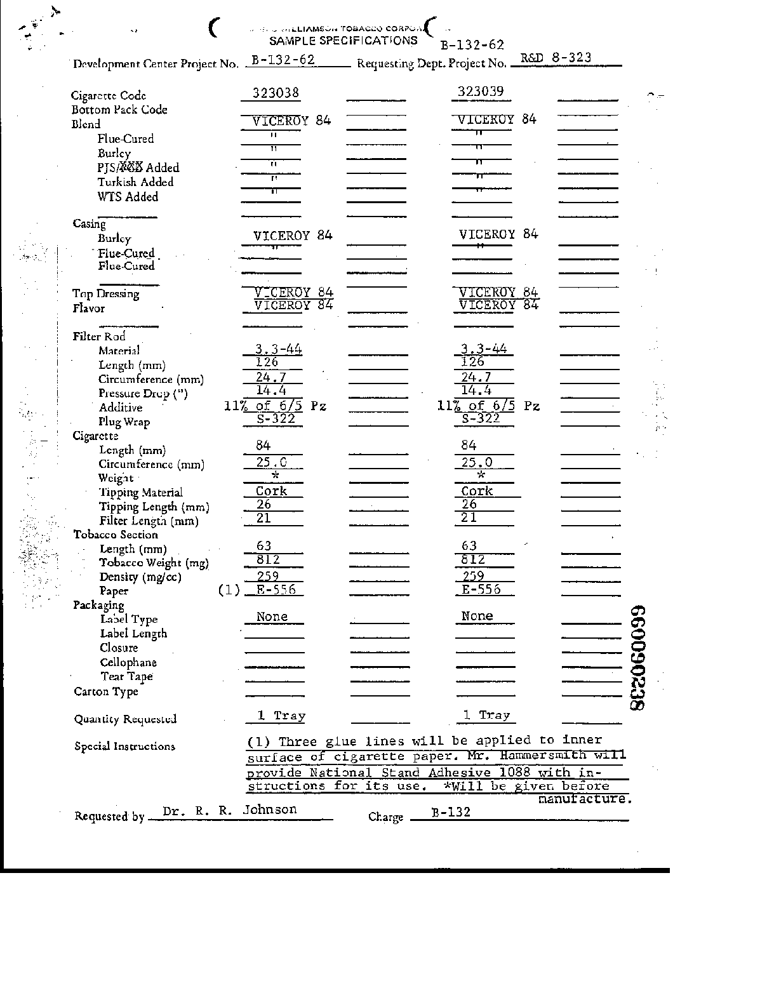 WILLIAMSON TOBACCO
SAMPLE SPECIFICATIONS B-132-62
Development Center Project No. B-132-62 Requesting Dept. Project No. R&D 8-323
Cigarette Code 323038 323039
Bottom Pack Code
Blend VICEROY 84 VICEROY 84
Flue-Cured " "
Burley " "
PJS/ Added " "
Turkish Added " "
WTS Added " "
Casing
Burley VICEROY 84 VICEROY 84
Flue-Cured " "
Flue-Cured
Top Dressing VICEROY 84 VICEROY 84
Flavor VICEROY 84 VICEROY 84
Filter Rod
Material 3.3-44 3.3-44
Length (mm) 126 126
Circumference (mm) 24.7 24.7
Pressure Drop (") 14.4 14.4
Additive 11% of 6/5 Pz 11% of 6/5 Pz
Plug Wrap S-322 S-322
Cigarette
Length (mm) 84 84
Circumference (mm) 25.0 25.0
Weight * *
Tipping Material Cork Cork
Tipping Length (mm) 26 26
Filter Length (mm) 21 21
Tobacco Section
Length (mm) 63 63
Tobacco Weight (mg) 812 812
Density (mg/cc) 259 259
Paper (1) E-556 E-556
Packaging
Label Type None None
Label Length
Closure
Cellophane
Tear Tape
Carton Type
Quantity Requested 1 Tray 1 Tray
Special Instructions (1) Three glue lines will be applied to inner
surface of cigarette paper. Mr. Hammersmith will
provide National Stand Adhesive 1088 with in-
structions for its use. *Will be given before
manufacture.
Requested by Dr. R. R. Johnson Charge B-132
660090238